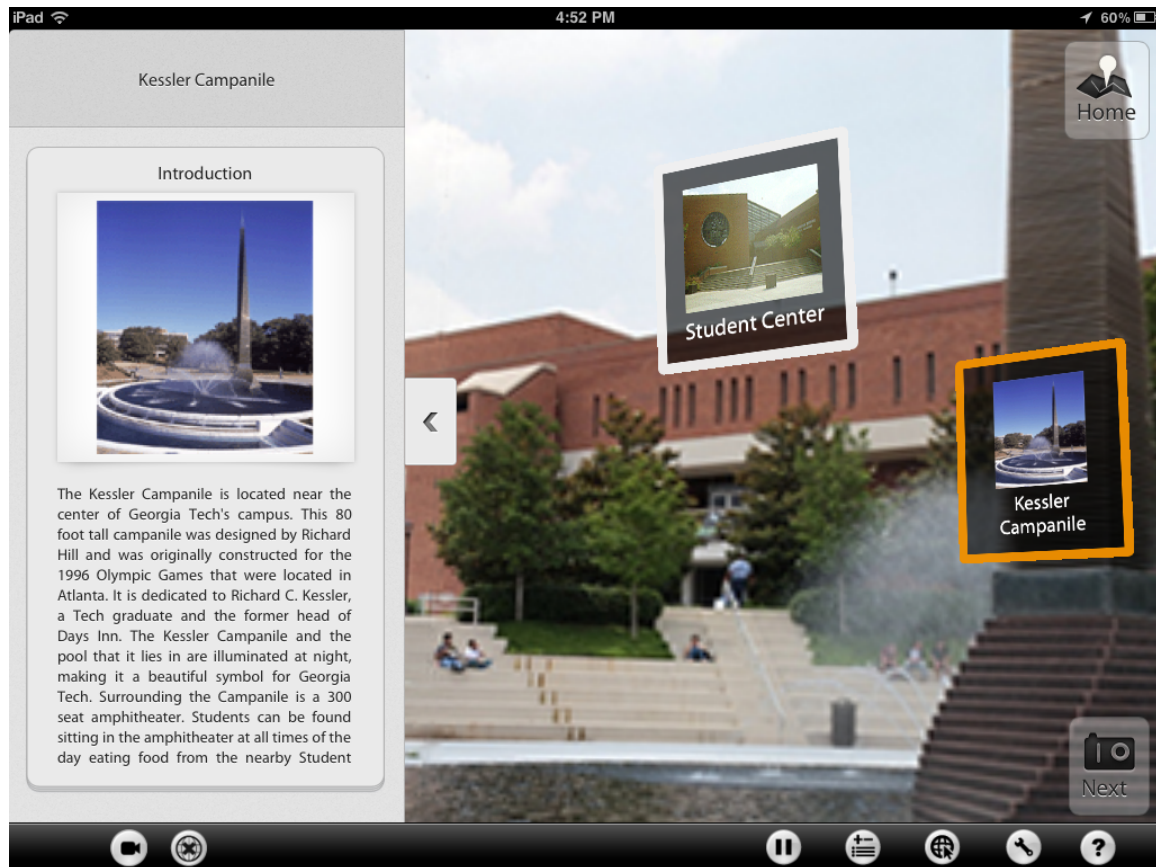 iPad
4:52 PM
60%
Kessler Campanile
Introduction
The Kessler Campanile is located near the
center of Georgia Tech's campus. This 80
foot tall campanile was designed by Richard
Hill and was originally constructed for the
1996 Olympic Games that were located in
Atlanta. It is dedicated to Richard C. Kessler,
a Tech graduate and the former head of
Days Inn. The Kessler Campanile and the
pool that it lies in are illuminated at night,
making it a beautiful symbol for Georgia
Tech. Surrounding the Campanile is a 300
seat amphitheater. Students can be found
sitting in the amphitheater at all times of the
day eating food from the nearby Student
Home
Student Center
Kessler
Campanile
Next
?